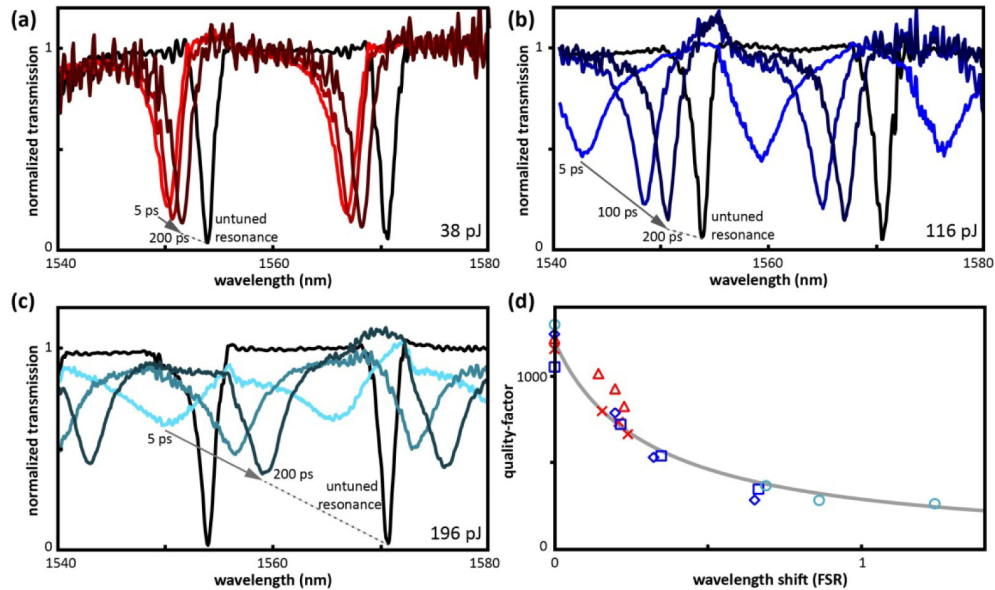 (a)
normalized transmission
1
0
5 ps
200 ps
untuned
resonance
38 pJ
1540
1560
1580
wavelength (nm)
(b)
normalized transmission
1
0
5 ps
100 ps
200 ps
untuned
resonance
116 pJ
1540
1560
1580
wavelength (nm)
(c)
normalized transmission
1
0
5 ps
200 ps
untuned
resonance
196 pJ
1540
1560
1580
wavelength (nm)
(d)
quality-factor
1000
0
0
1
wavelength shift (FSR)